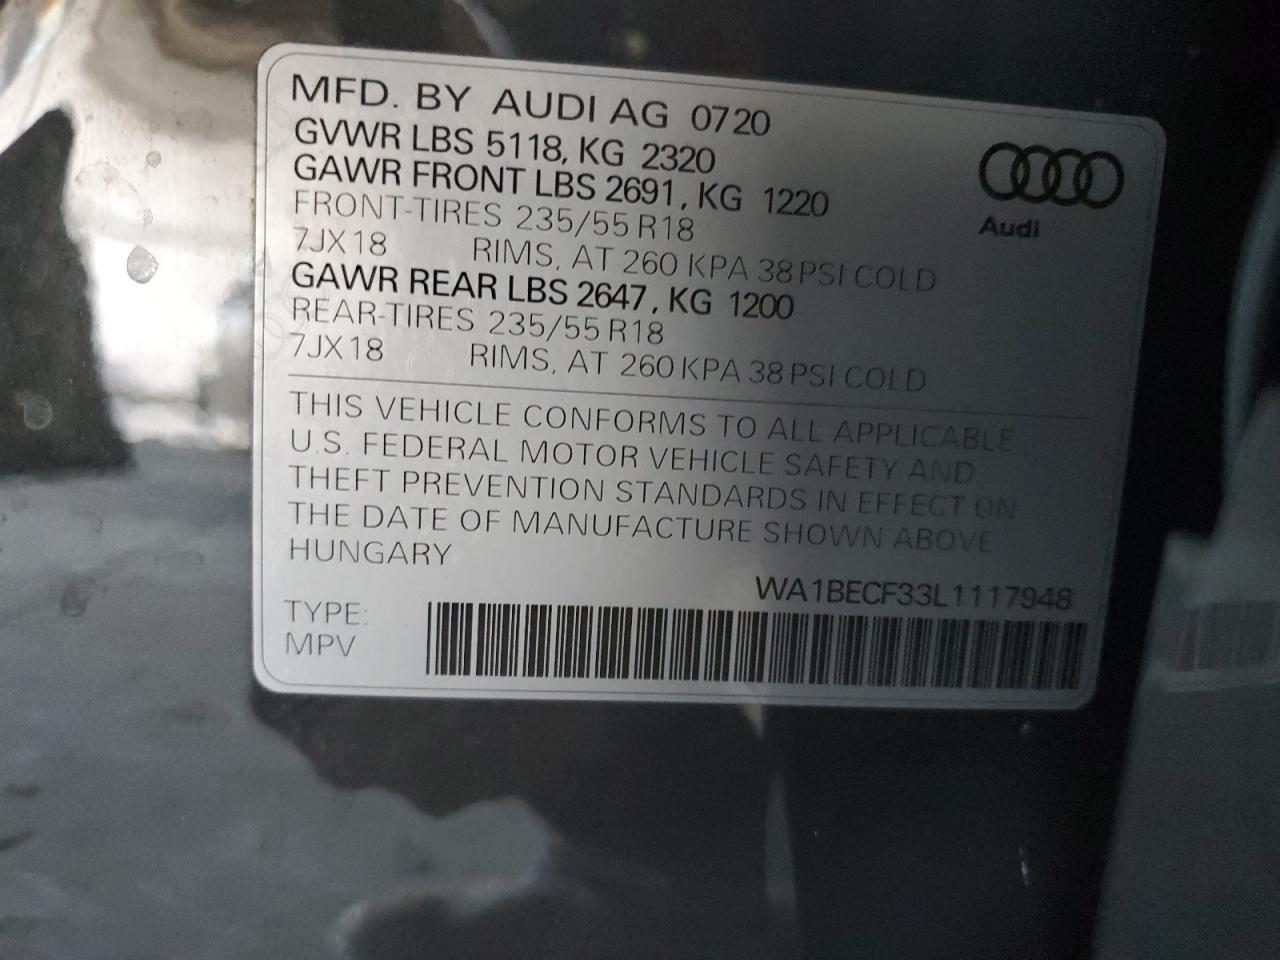 MFD. BY AUDI AG 0720
GVWR LBS 5118, KG 2320
GAWR FRONT LBS 2691, KG 1220
FRONT-TIRES 235/55 R18
7JX18 RIMS, AT 260 KPA 38 PSI COLD
GAWR REAR LBS 2647, KG 1200
REAR-TIRES 235/55 R18
7JX18 RIMS, AT 260 KPA 38 PSI COLD
Audi
THIS VEHICLE CONFORMS TO ALL APPLICABLE
U.S. FEDERAL MOTOR VEHICLE SAFETY AND
THEFT PREVENTION STANDARDS IN EFFECT ON
THE DATE OF MANUFACTURE SHOWN ABOVE
HUNGARY
WA1BECF33L1117948
TYPE:
MPV